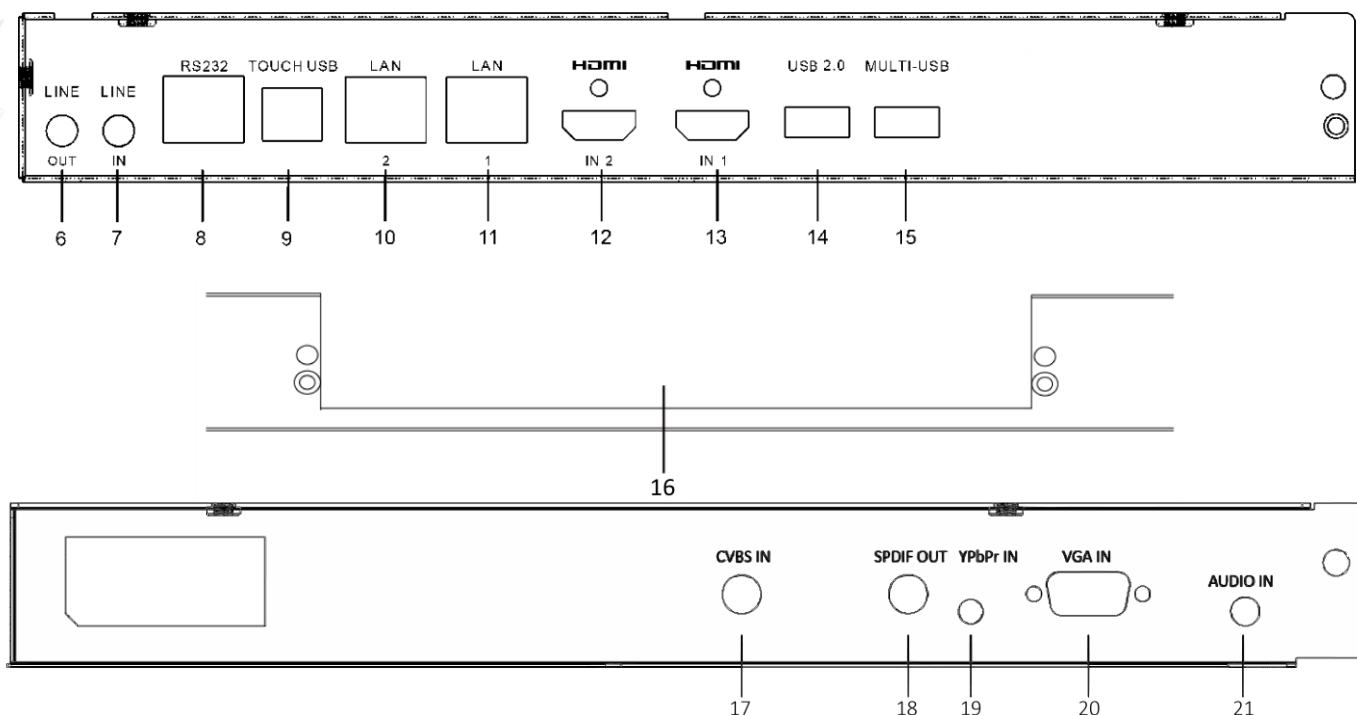 RS232 TOUCH USB LAN LAN HDMI HDMI USB 2.0 MULTI-USB
LINE LINE
OUT IN 2 1 IN 2 IN 1
6 7 8 9 10 11 12 13 14 15
16
CVBS IN SPDIF OUT YPbPr IN VGA IN
AUDIO IN
17 18 19 20 21